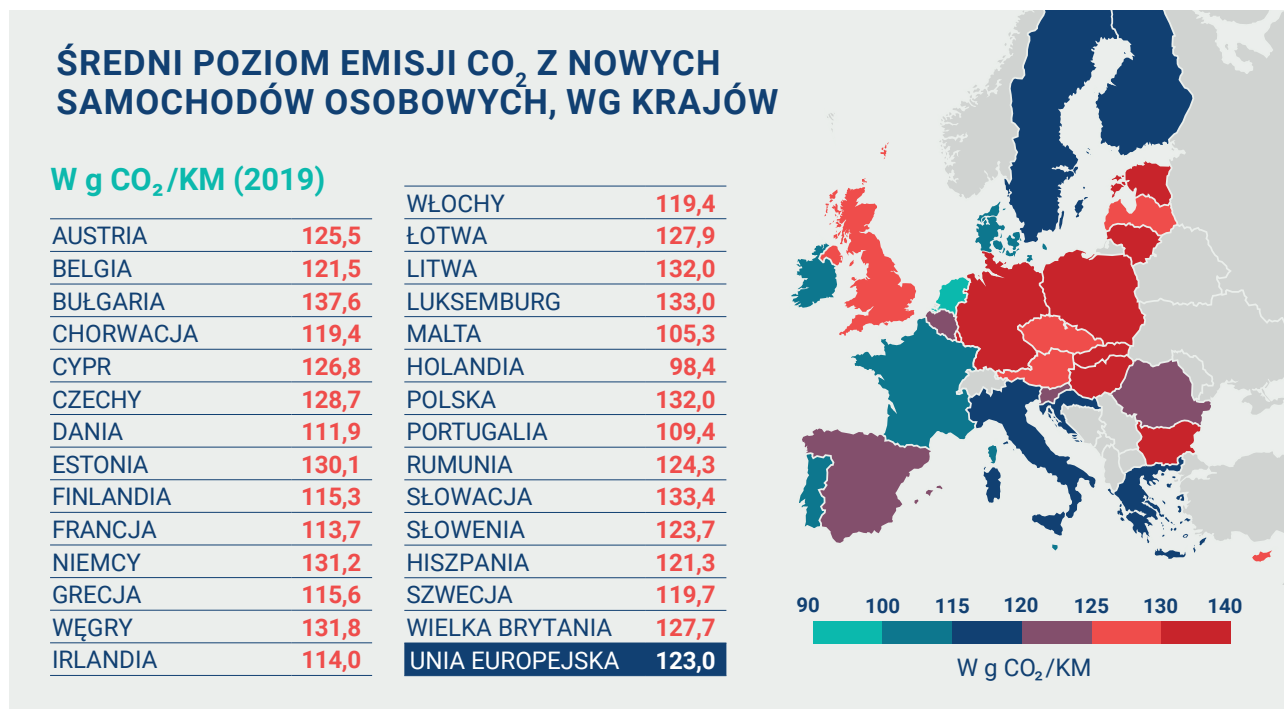 ŚREDNI POZIOM EMISJI CO₂ Z NOWYCH
SAMOCHODÓW OSOBOWYCH, WG KRAJÓW
W g CO₂/KM (2019)
AUSTRIA 125,5
BELGIA 121,5
BUŁGARIA 137,6
CHORWACJA 119,4
CYPR 126,8
CZECHY 128,7
DANIA 111,9
ESTONIA 130,1
FINLANDIA 115,3
FRANCJA 113,7
NIEMCY 131,2
GRECJA 115,6
WĘGRY 131,8
IRLANDIA 114,0
WŁOCHY 119,4
ŁOTWA 127,9
LITWA 132,0
LUKSEMBURG 133,0
MALTA 105,3
HOLANDIA 98,4
POLSKA 132,0
PORTUGALIA 109,4
RUMUNIA 124,3
SŁOWACJA 133,4
SŁOWENIA 123,7
HISZPANIA 121,3
SZWECJA 119,7
WIELKA BRYTANIA 127,7
UNIA EUROPEJSKA 123,0
90 100 115 120 125 130 140
W g CO₂/KM